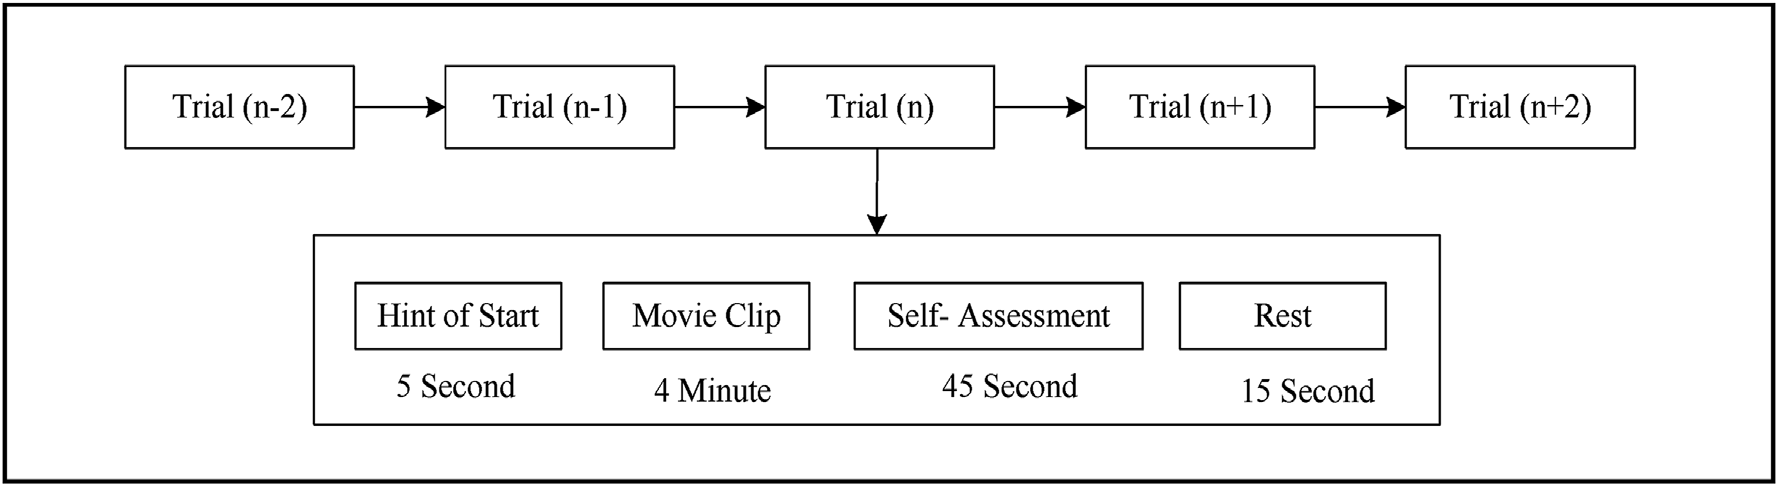 Trial (n-2)
Trial (n-1)
Trial (n)
Trial (n+1)
Trial (n+2)
Hint of Start
Movie Clip
Self- Assessment
Rest
5 Second
4 Minute
45 Second
15 Second